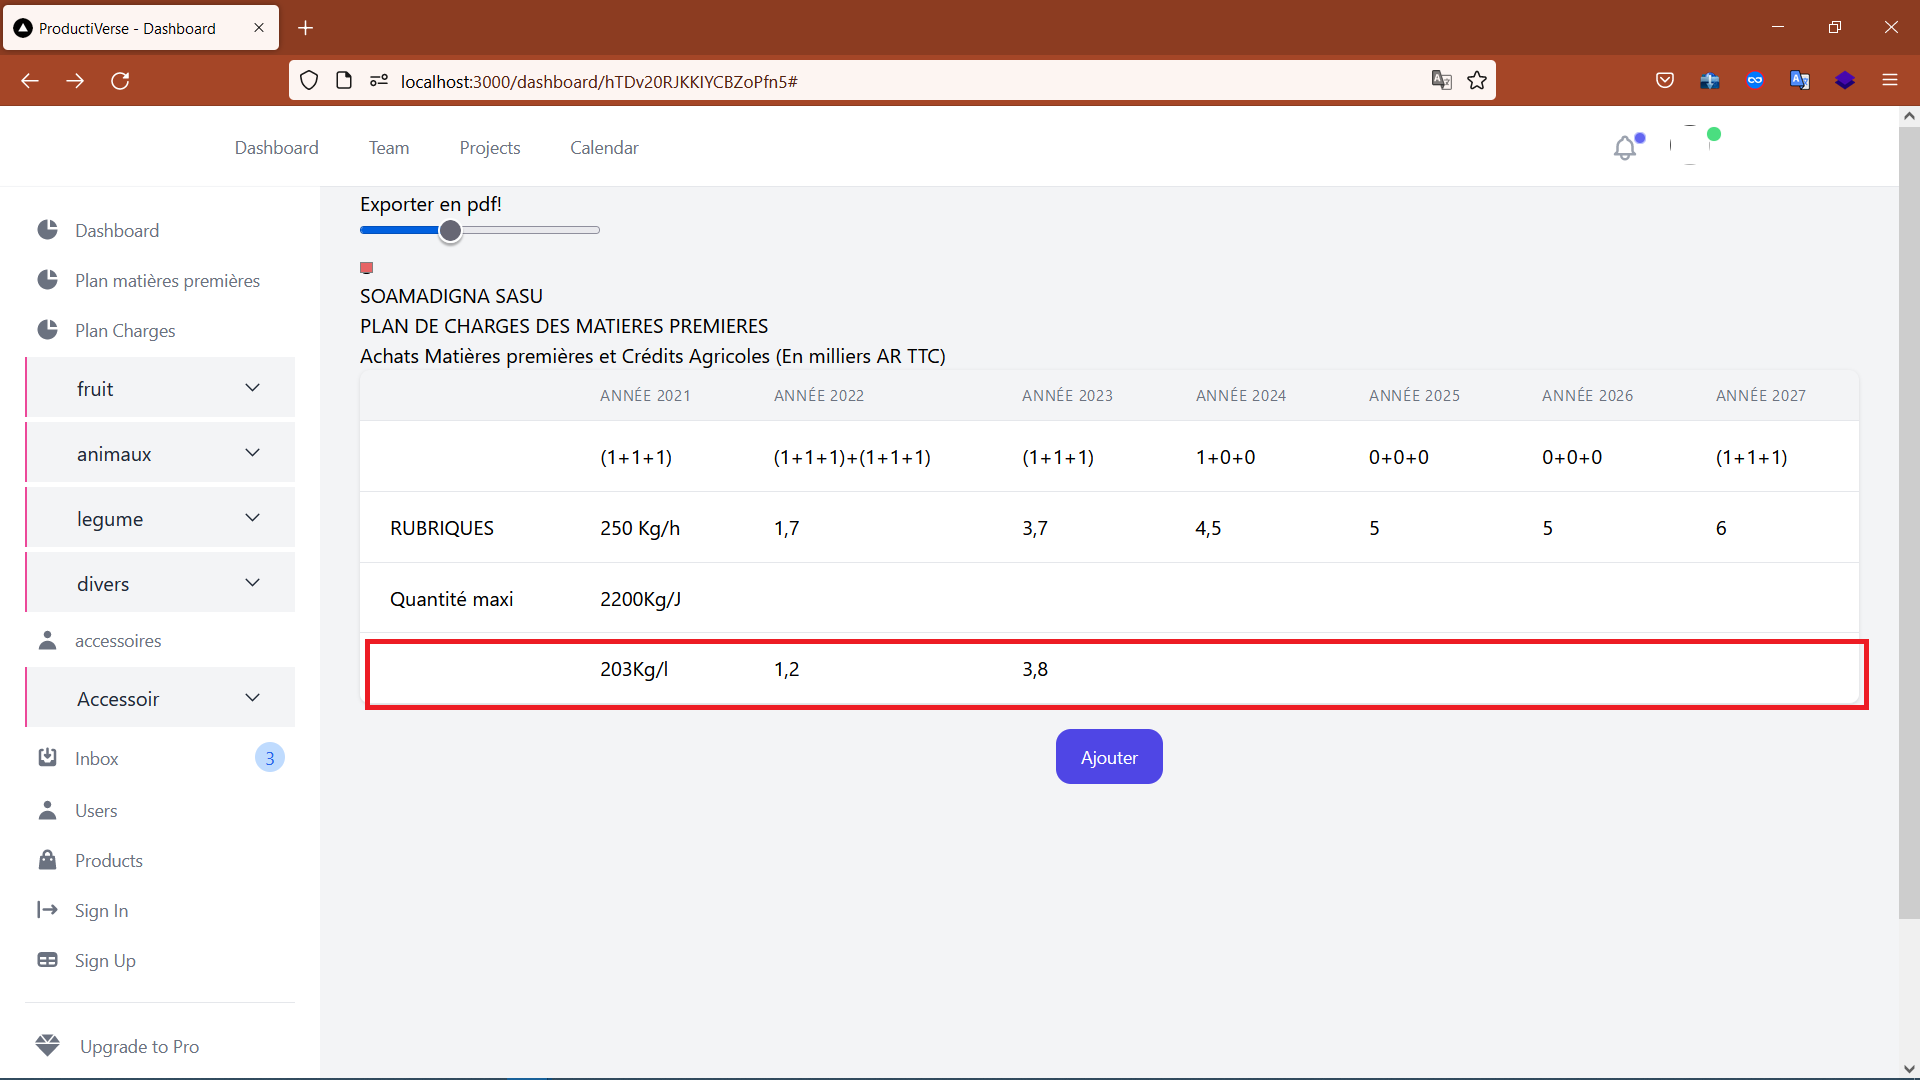 ProductiVerse - Dashboard
localhost:3000/dashboard/hTDv20RJKKIYCBZoPfn5#
Dashboard Team Projects Calendar
Dashboard
Plan matières premières
Plan Charges
fruit
animaux
legume
divers
accessoires
Accessoir
Inbox 3
Users
Products
Sign In
Sign Up
Upgrade to Pro
Exporter en pdf!
SOAMADIGNA SASU
PLAN DE CHARGES DES MATIERES PREMIERES
Achats Matières premières et Crédits Agricoles (En milliers AR TTC)
ANNÉE 2021 ANNÉE 2022 ANNÉE 2023 ANNÉE 2024 ANNÉE 2025 ANNÉE 2026 ANNÉE 2027
(1+1+1) (1+1+1)+(1+1+1) (1+1+1) 1+0+0 0+0+0 0+0+0 (1+1+1)
RUBRIQUES 250 Kg/h 1,7 3,7 4,5 5 5 6
Quantité maxi 2200Kg/J
203Kg/l 1,2 3,8
Ajouter